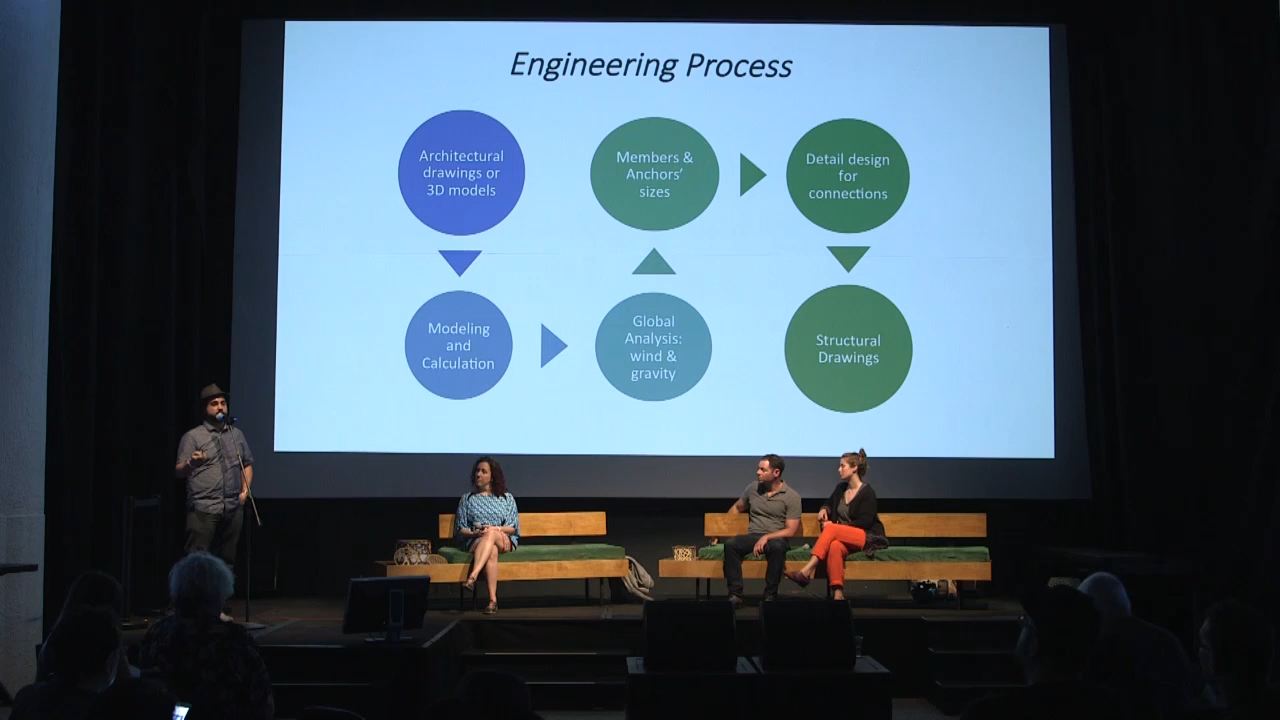 Engineering Process
Architectural
drawings or
3D models
Modeling
and
Calculation
Global
Analysis:
wind &
gravity
Members &
Anchors’
sizes
Detail design
for
connections
Structural
Drawings